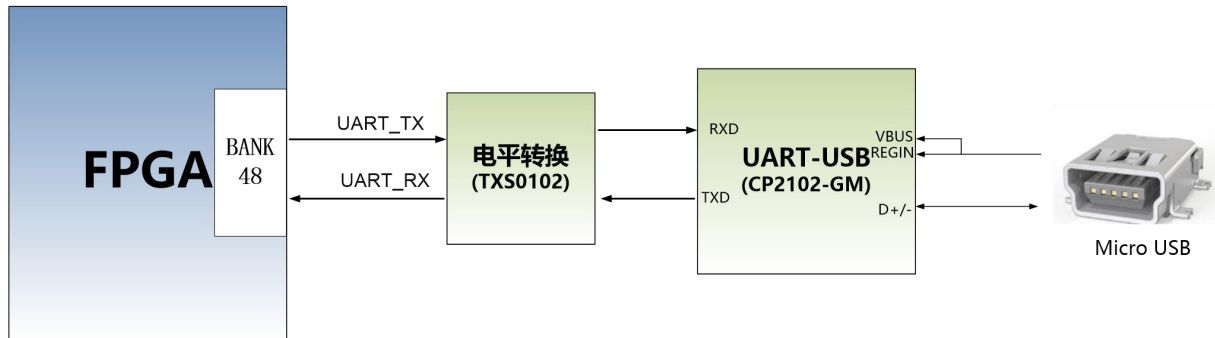 FPGA
BANK
48
UART_TX
UART_RX
电平转换
(TXS0102)
RXD
TXD
UART-USB
(CP2102-GM)
VBUS
REGIN
D+/-
Micro USB